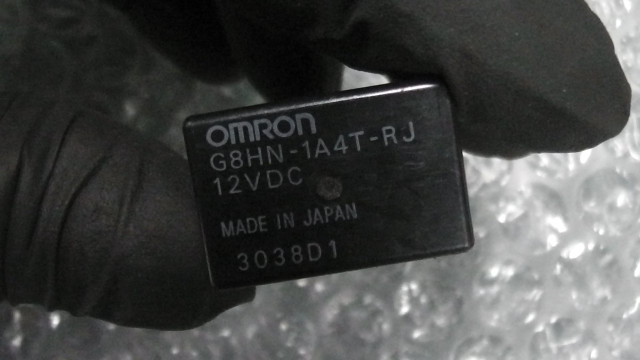 OMRON
G8HN-1A4T-RJ
12VDC
MADE IN JAPAN
3038D1